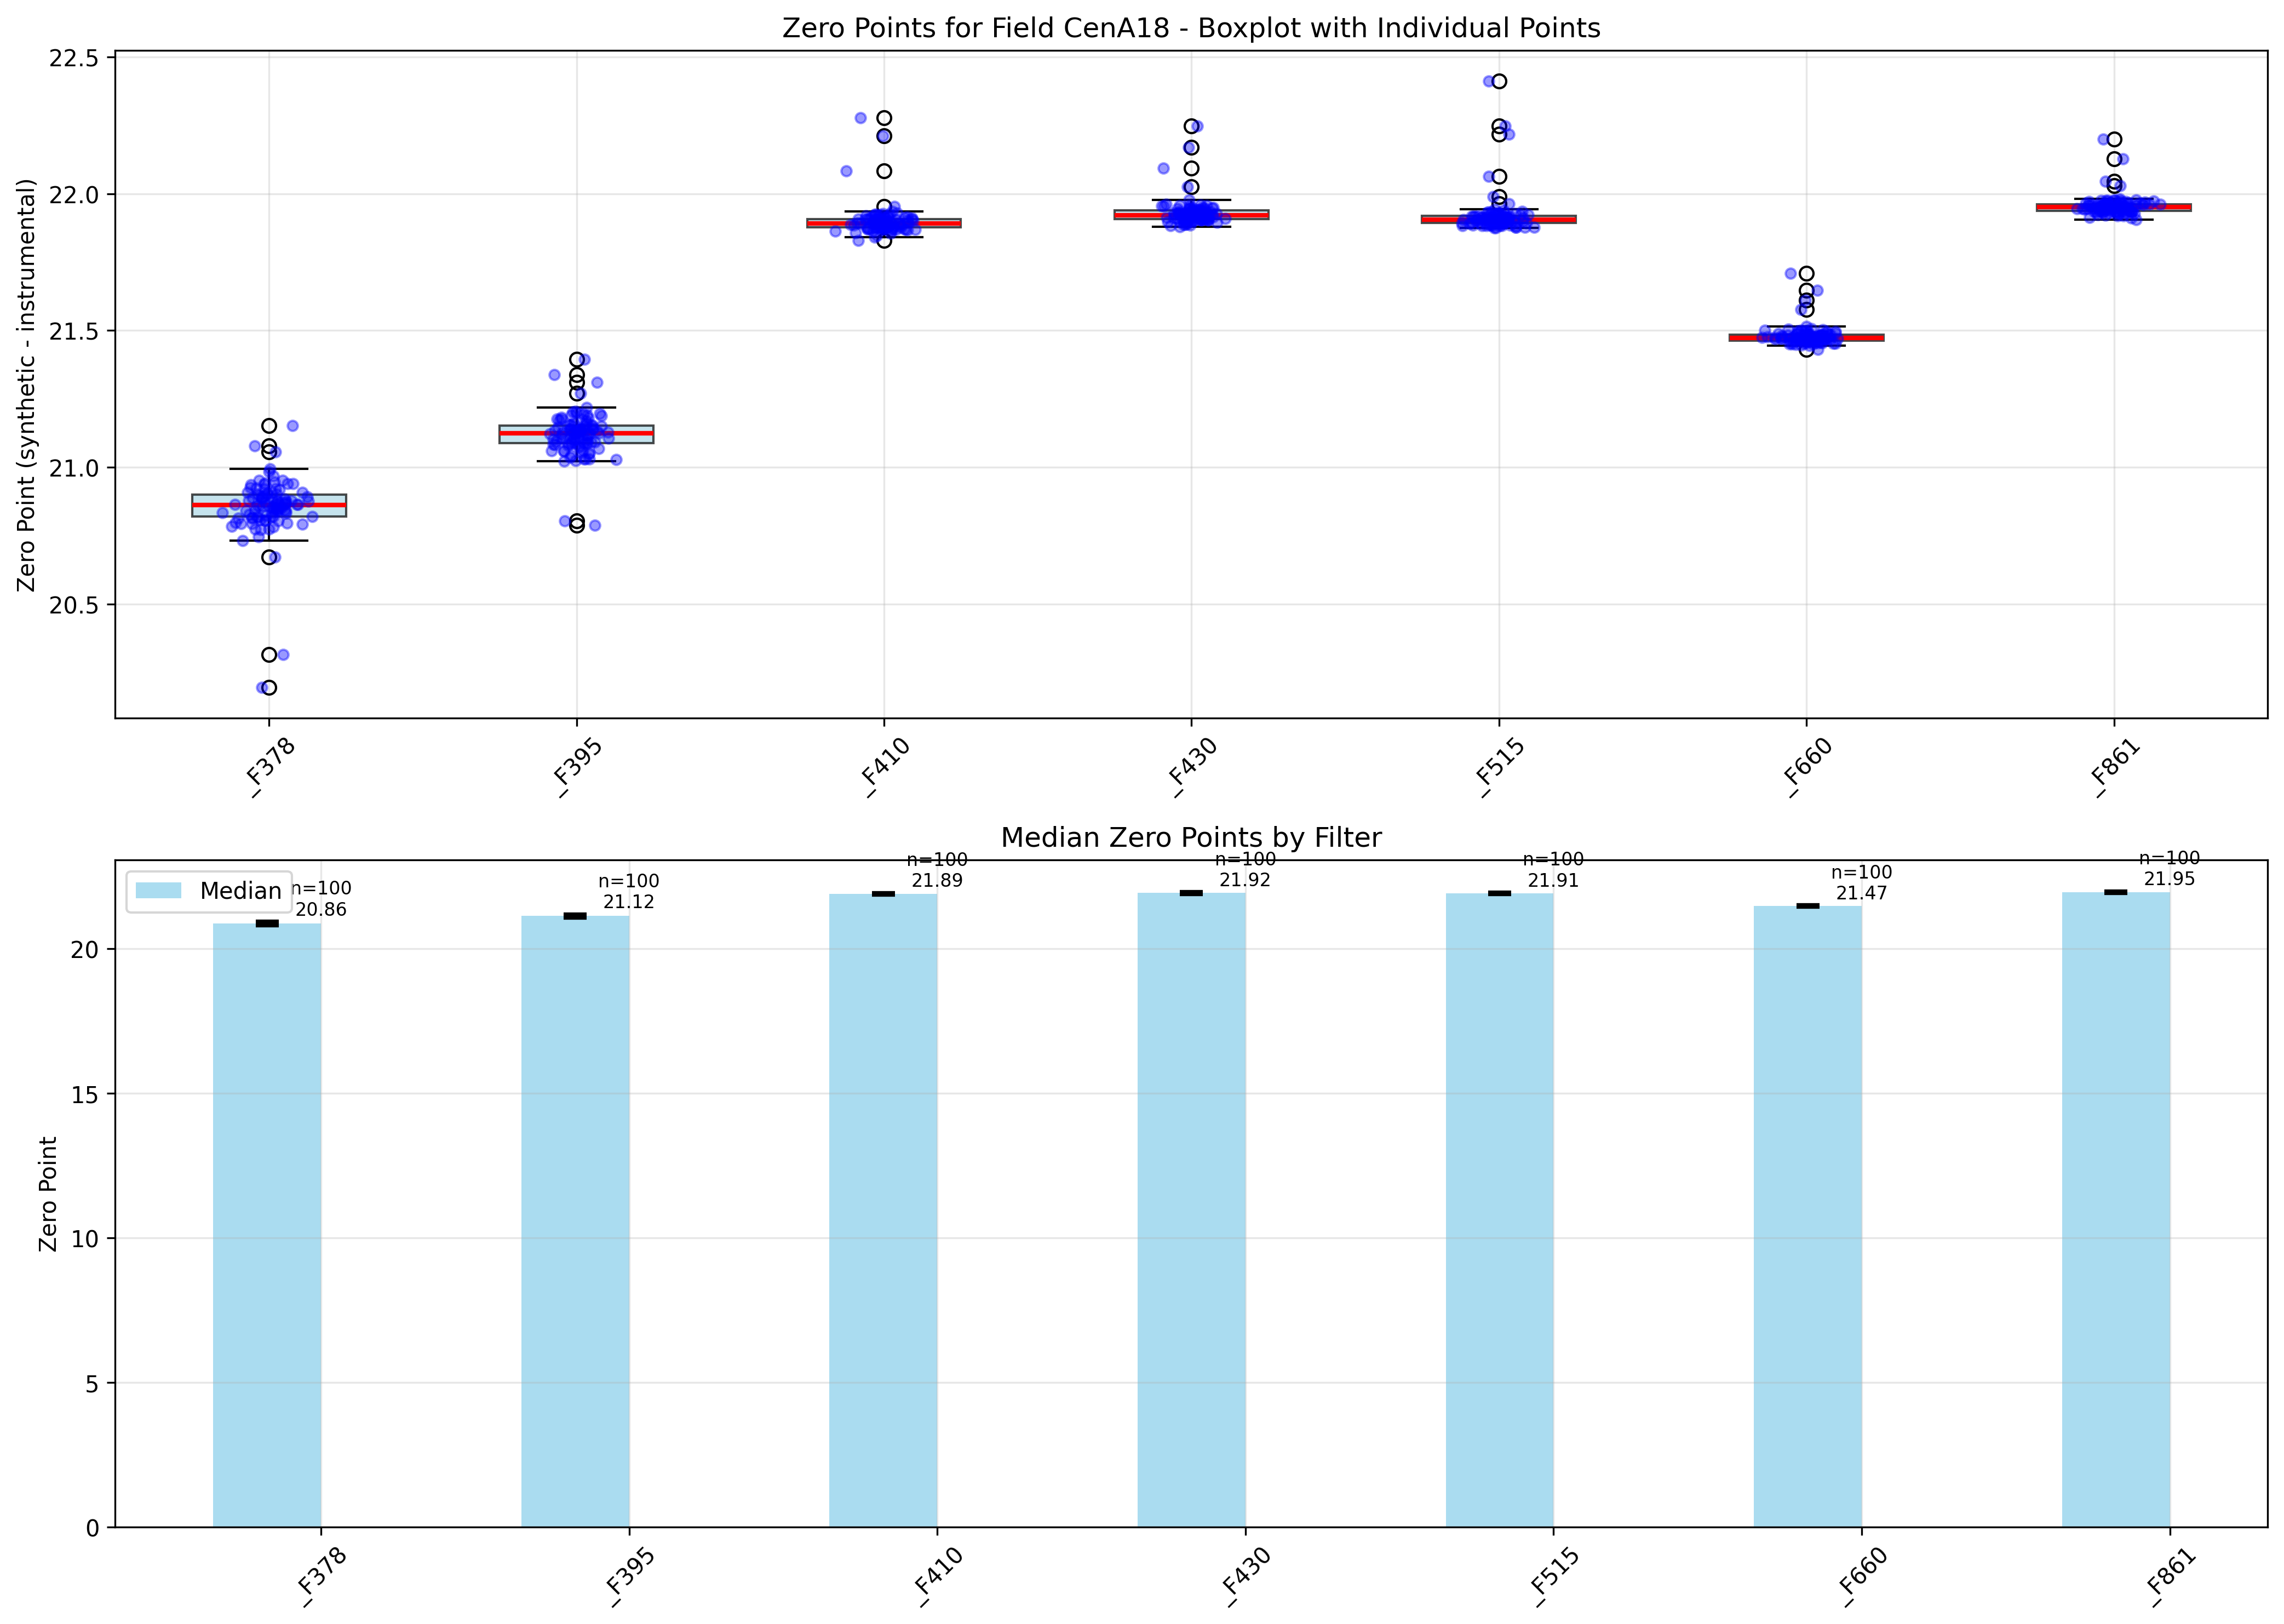 Zero Points for Field CenA18 - Boxplot with Individual Points
Zero Point (synthetic - instrumental)
22.5
22.0
21.5
21.0
20.5
_F378
_F395
_F410
_F430
_F515
_F660
_F861
Median Zero Points by Filter
Zero Point
20
15
10
5
0
Median
n=100
20.86
n=100
21.12
n=100
21.89
n=100
21.92
n=100
21.91
n=100
21.47
n=100
21.95
_F378
_F395
_F410
_F430
_F515
_F660
_F861